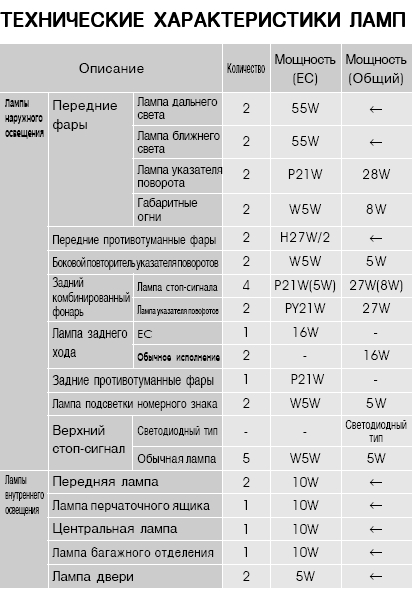 ТЕХНИЧЕСКИЕ ХАРАКТЕРИСТИКИ ЛАМП
Описание Количество Мощность (ЕС) Мощность (Общий)
Лампы наружного освещения
Передние фары
Лампа дальнего света 2 55W ←
Лампа ближнего света 2 55W ←
Лампа указателя поворота 2 P21W 28W
Габаритные огни 2 W5W 8W
Передние противотуманные фары 2 H27W/2 ←
Боковой повторитель указателя поворотов 2 W5W 5W
Задний комбинированный фонарь
Лампа стоп-сигнала 4 P21W(5W) 27W(8W)
Лампа указателя поворотов 2 PY21W 27W
Лампа заднего хода
ЕС 1 16W -
Обычное исполнение 2 - 16W
Задние противотуманные фары 1 P21W -
Лампа подсветки номерного знака 2 W5W 5W
Верхний стоп-сигнал
Светодиодный тип - - Светодиодный тип
Обычная лампа 5 W5W 5W
Лампы внутреннего освещения
Передняя лампа 2 10W ←
Лампа перчаточного ящика 1 10W ←
Центральная лампа 1 10W ←
Лампа багажного отделения 1 10W ←
Лампа двери 2 5W ←